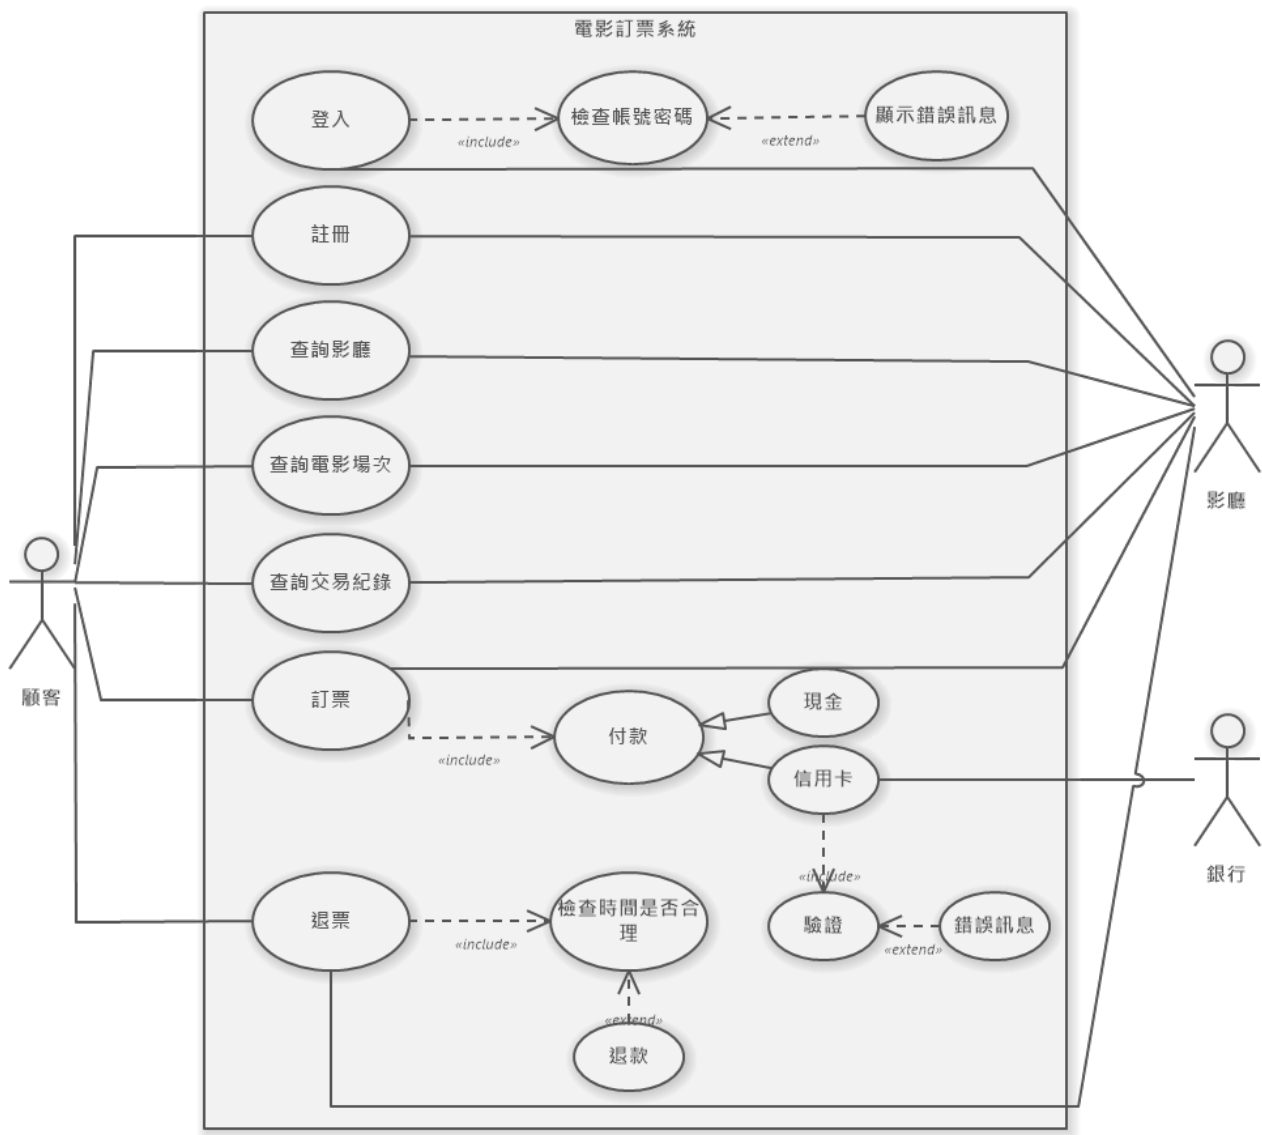 電影訂票系統
登入
«include»
檢查帳號密碼
«extend»
顯示錯誤訊息
註冊
查詢影廳
查詢電影場次
影廳
查詢交易紀錄
顧客
訂票
«include»
付款
現金
信用卡
«include»
銀行
退票
«include»
檢查時間是否合
理
驗證
«extend»
錯誤訊息
«extend»
退款